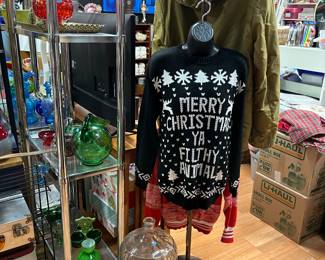 MERRY
CHRISTMAS
YA
FILTHY
ANIMAL
U-HAUL
U-HAUL